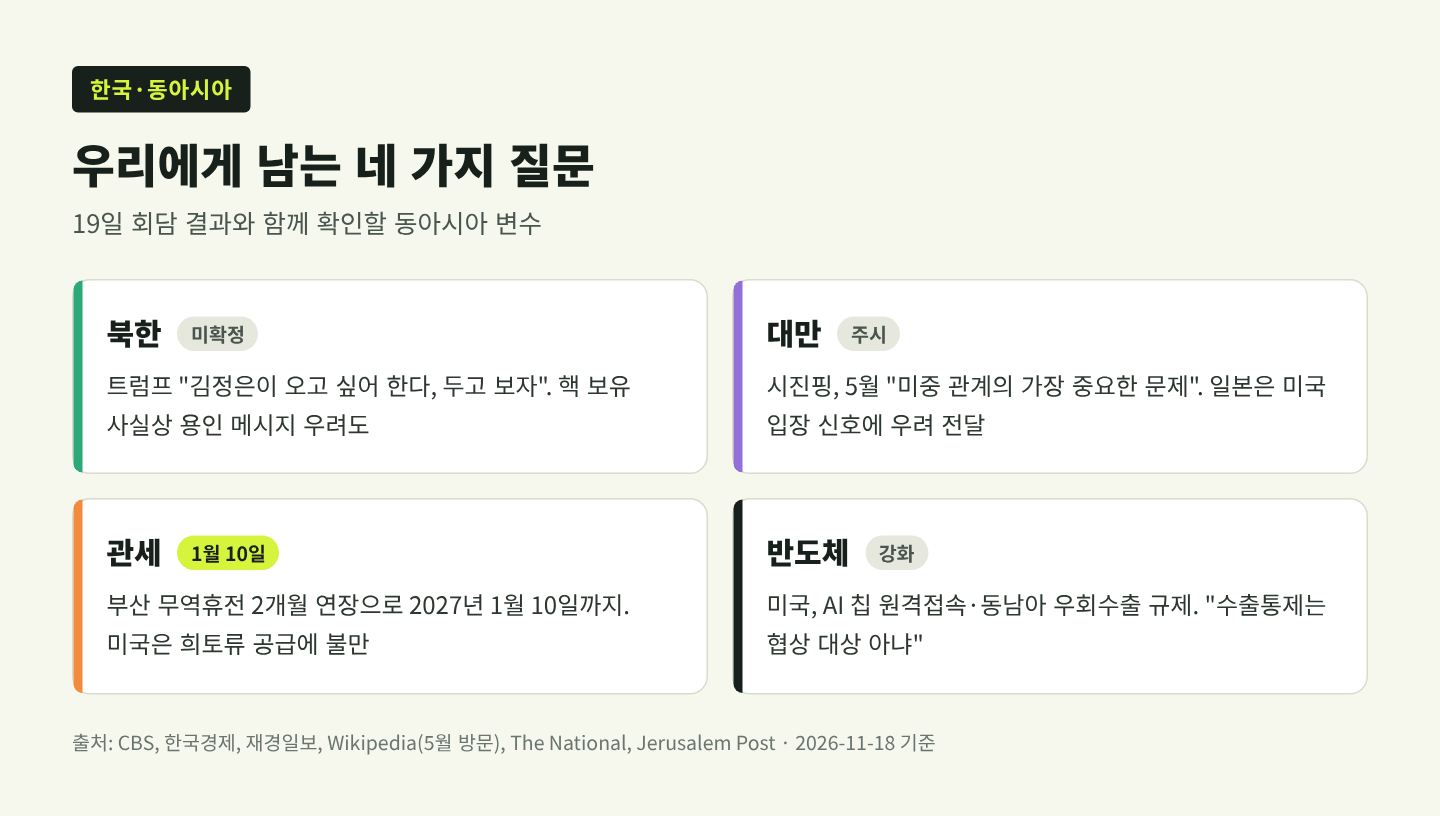 한국·동아시아
우리에게 남는 네 가지 질문
19일 회담 결과와 함께 확인할 동아시아 변수
북한 미확정
트럼프 "김정은이 오고 싶어 한다, 두고 보자". 핵 보유
사실상 용인 메시지 우려도
대만 주시
시진핑, 5월 "미중 관계의 가장 중요한 문제". 일본은 미국
입장 신호에 우려 전달
관세 1월 10일
부산 무역휴전 2개월 연장으로 2027년 1월 10일까지.
미국은 희토류 공급에 불만
반도체 강화
미국, AI 칩 원격접속·동남아 우회수출 규제. "수출통제는
협상 대상 아냐"
출처: CBS, 한국경제, 재경일보, Wikipedia(5월 방문), The National, Jerusalem Post · 2026-11-18 기준